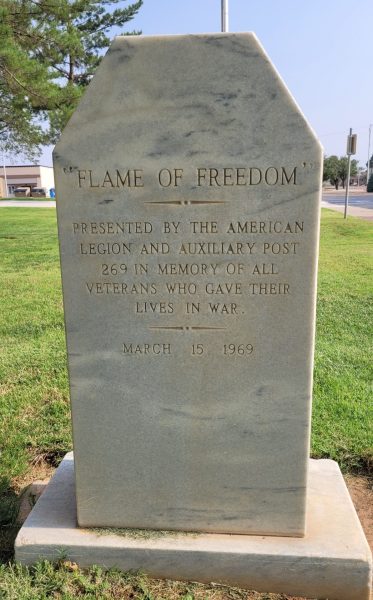 "FLAME OF FREEDOM"
PRESENTED BY THE AMERICAN
LEGION AND AUXILIARY POST
269 IN MEMORY OF ALL
VETERANS WHO GAVE THEIR
LIVES IN WAR.
MARCH 15 1969